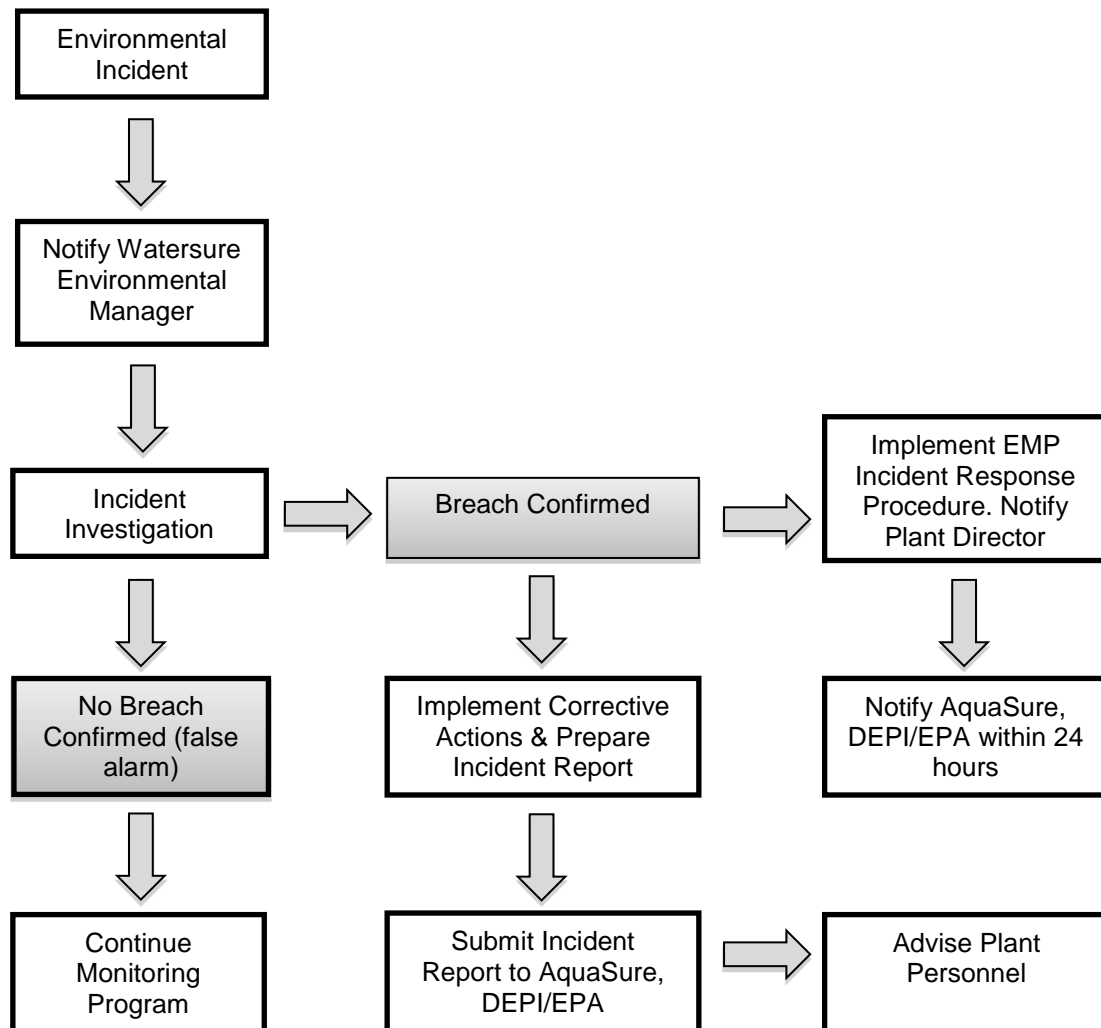 Environmental
Incident
Notify Watersure
Environmental
Manager
Incident
Investigation
Breach Confirmed
Implement EMP
Incident Response
Procedure. Notify
Plant Director
No Breach
Confirmed (false
alarm)
Implement Corrective
Actions & Prepare
Incident Report
Notify AquaSure,
DEPI/EPA within 24
hours
Continue
Monitoring
Program
Submit Incident
Report to AquaSure,
DEPI/EPA
Advise Plant
Personnel